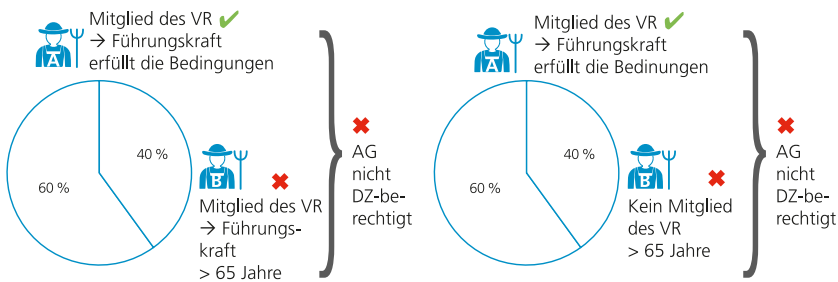 Mitglied des VR ✔
→ Führungskraft
erfüllt die Bedingungen
A
60 %
40 %
B
✖
Mitglied des VR
→ Führungs-
kraft
> 65 Jahre
✖
AG
nicht
DZ-be-
rechtigt
Mitglied des VR ✔
→ Führungskraft
erfüllt die Bedinungen
A
60 %
40 %
B
✖
Kein Mitglied
des VR
> 65 Jahre
✖
AG
nicht
DZ-be-
rechtigt